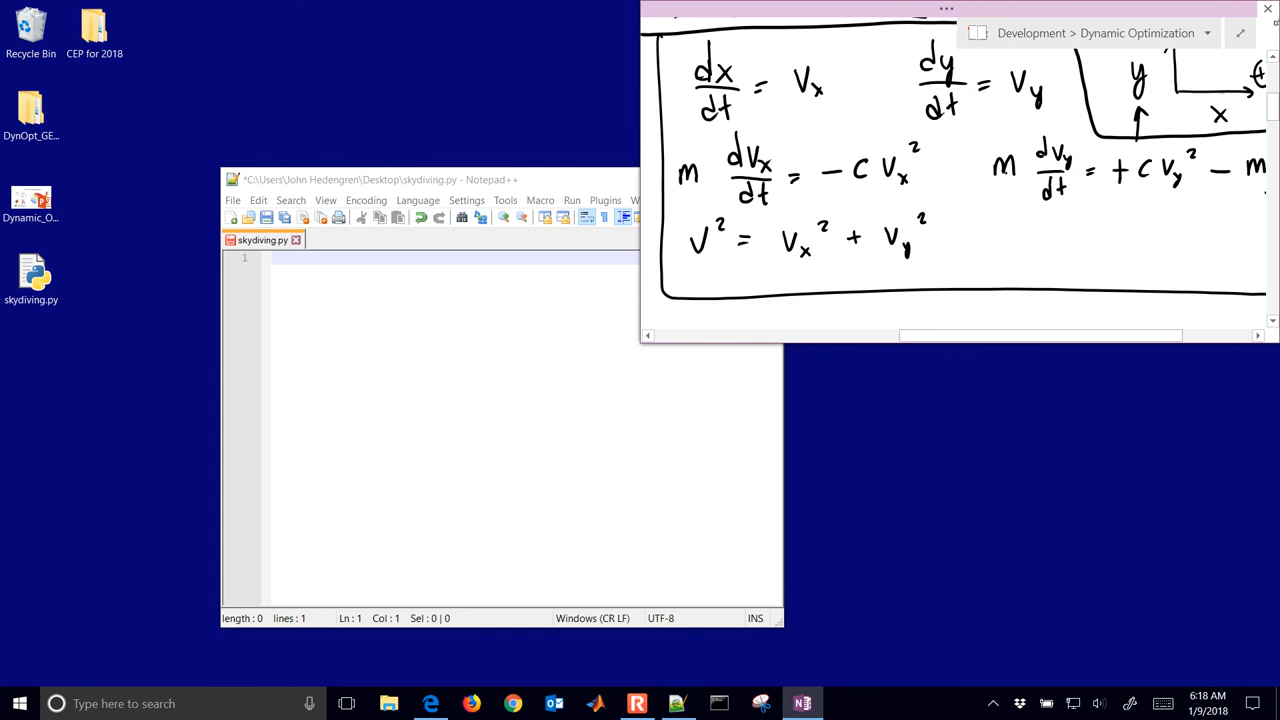 Recycle Bin
CEP for 2018
DynOpt_GE...
Dynamic_O...
skydiving.py
Development > Dynamic Optimization
dx/dt = Vx dy/dt = Vy
y
x
m dVx/dt = - C Vx² m dVy/dt = + C Vy² - m
V² = Vx² + Vy²
*C:\Users\John Hedengren\Desktop\skydiving.py - Notepad++
File Edit Search View Encoding Language Settings Tools Macro Run Plugins W
skydiving.py
1
length : 0 lines : 1 Ln : 1 Col : 1 Sel : 0 | 0 Windows (CR LF) UTF-8 INS
Type here to search
6:18 AM
1/9/2018